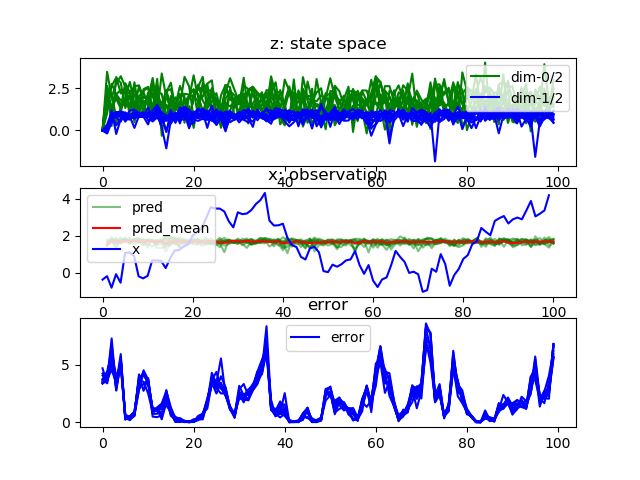 z: state space
2.5
0.0
dim-0/2
dim-1/2
0 20 40 60 80 100
x: observation
4
2
0
pred
pred_mean
x
0 20 40 60 80 100
error
5
0
error
0 20 40 60 80 100